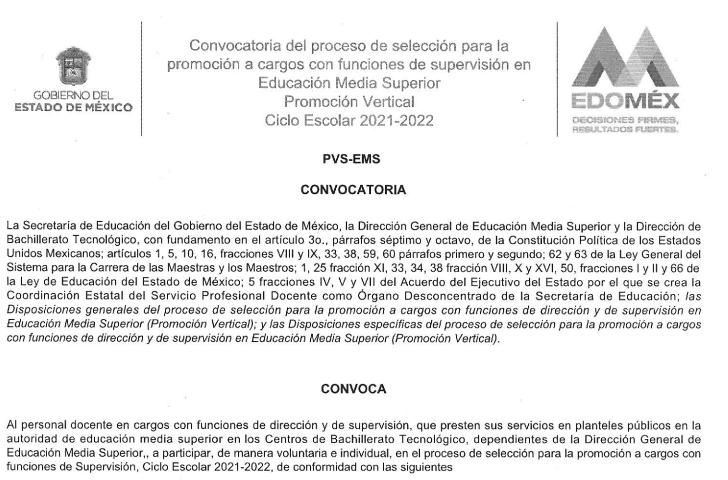 GOBIERNO DEL
ESTADO DE MÉXICO
Convocatoria del proceso de selección para la
promoción a cargos con funciones de supervisión en
Educación Media Superior
Promoción Vertical
Ciclo Escolar 2021-2022
EDOMÉX
DECISIONES FIRMES,
RESULTADOS FUERTES.
PVS-EMS
CONVOCATORIA
La Secretaría de Educación del Gobierno del Estado de México, la Dirección General de Educación Media Superior y la Dirección de
Bachillerato Tecnológico, con fundamento en el artículo 3o., párrafos séptimo y octavo, de la Constitución Política de los Estados
Unidos Mexicanos; artículos 1, 5, 10, 16, fracciones VIII y IX, 33, 38, 59, 60 párrafos primero y segundo; 62 y 63 de la Ley General del
Sistema para la Carrera de las Maestras y los Maestros; 1, 25 fracción XI, 33, 34, 38 fracción VIII, X y XVI, 50, fracciones I y II y 66 de
la Ley de Educación del Estado de México; 5 fracciones IV, V y VII del Acuerdo del Ejecutivo del Estado por el que se crea la
Coordinación Estatal del Servicio Profesional Docente como Órgano Desconcentrado de la Secretaría de Educación; las
Disposiciones generales del proceso de selección para la promoción a cargos con funciones de dirección y de supervisión en
Educación Media Superior (Promoción Vertical); y las Disposiciones específicas del proceso de selección para la promoción a cargos
con funciones de dirección y de supervisión en Educación Media Superior (Promoción Vertical).
CONVOCA
Al personal docente en cargos con funciones de dirección y de supervisión, que presten sus servicios en planteles públicos en la
autoridad de educación media superior en los Centros de Bachillerato Tecnológico, dependientes de la Dirección General de
Educación Media Superior,, a participar, de manera voluntaria e individual, en el proceso de selección para la promoción a cargos con
funciones de Supervisión, Ciclo Escolar 2021-2022, de conformidad con las siguientes